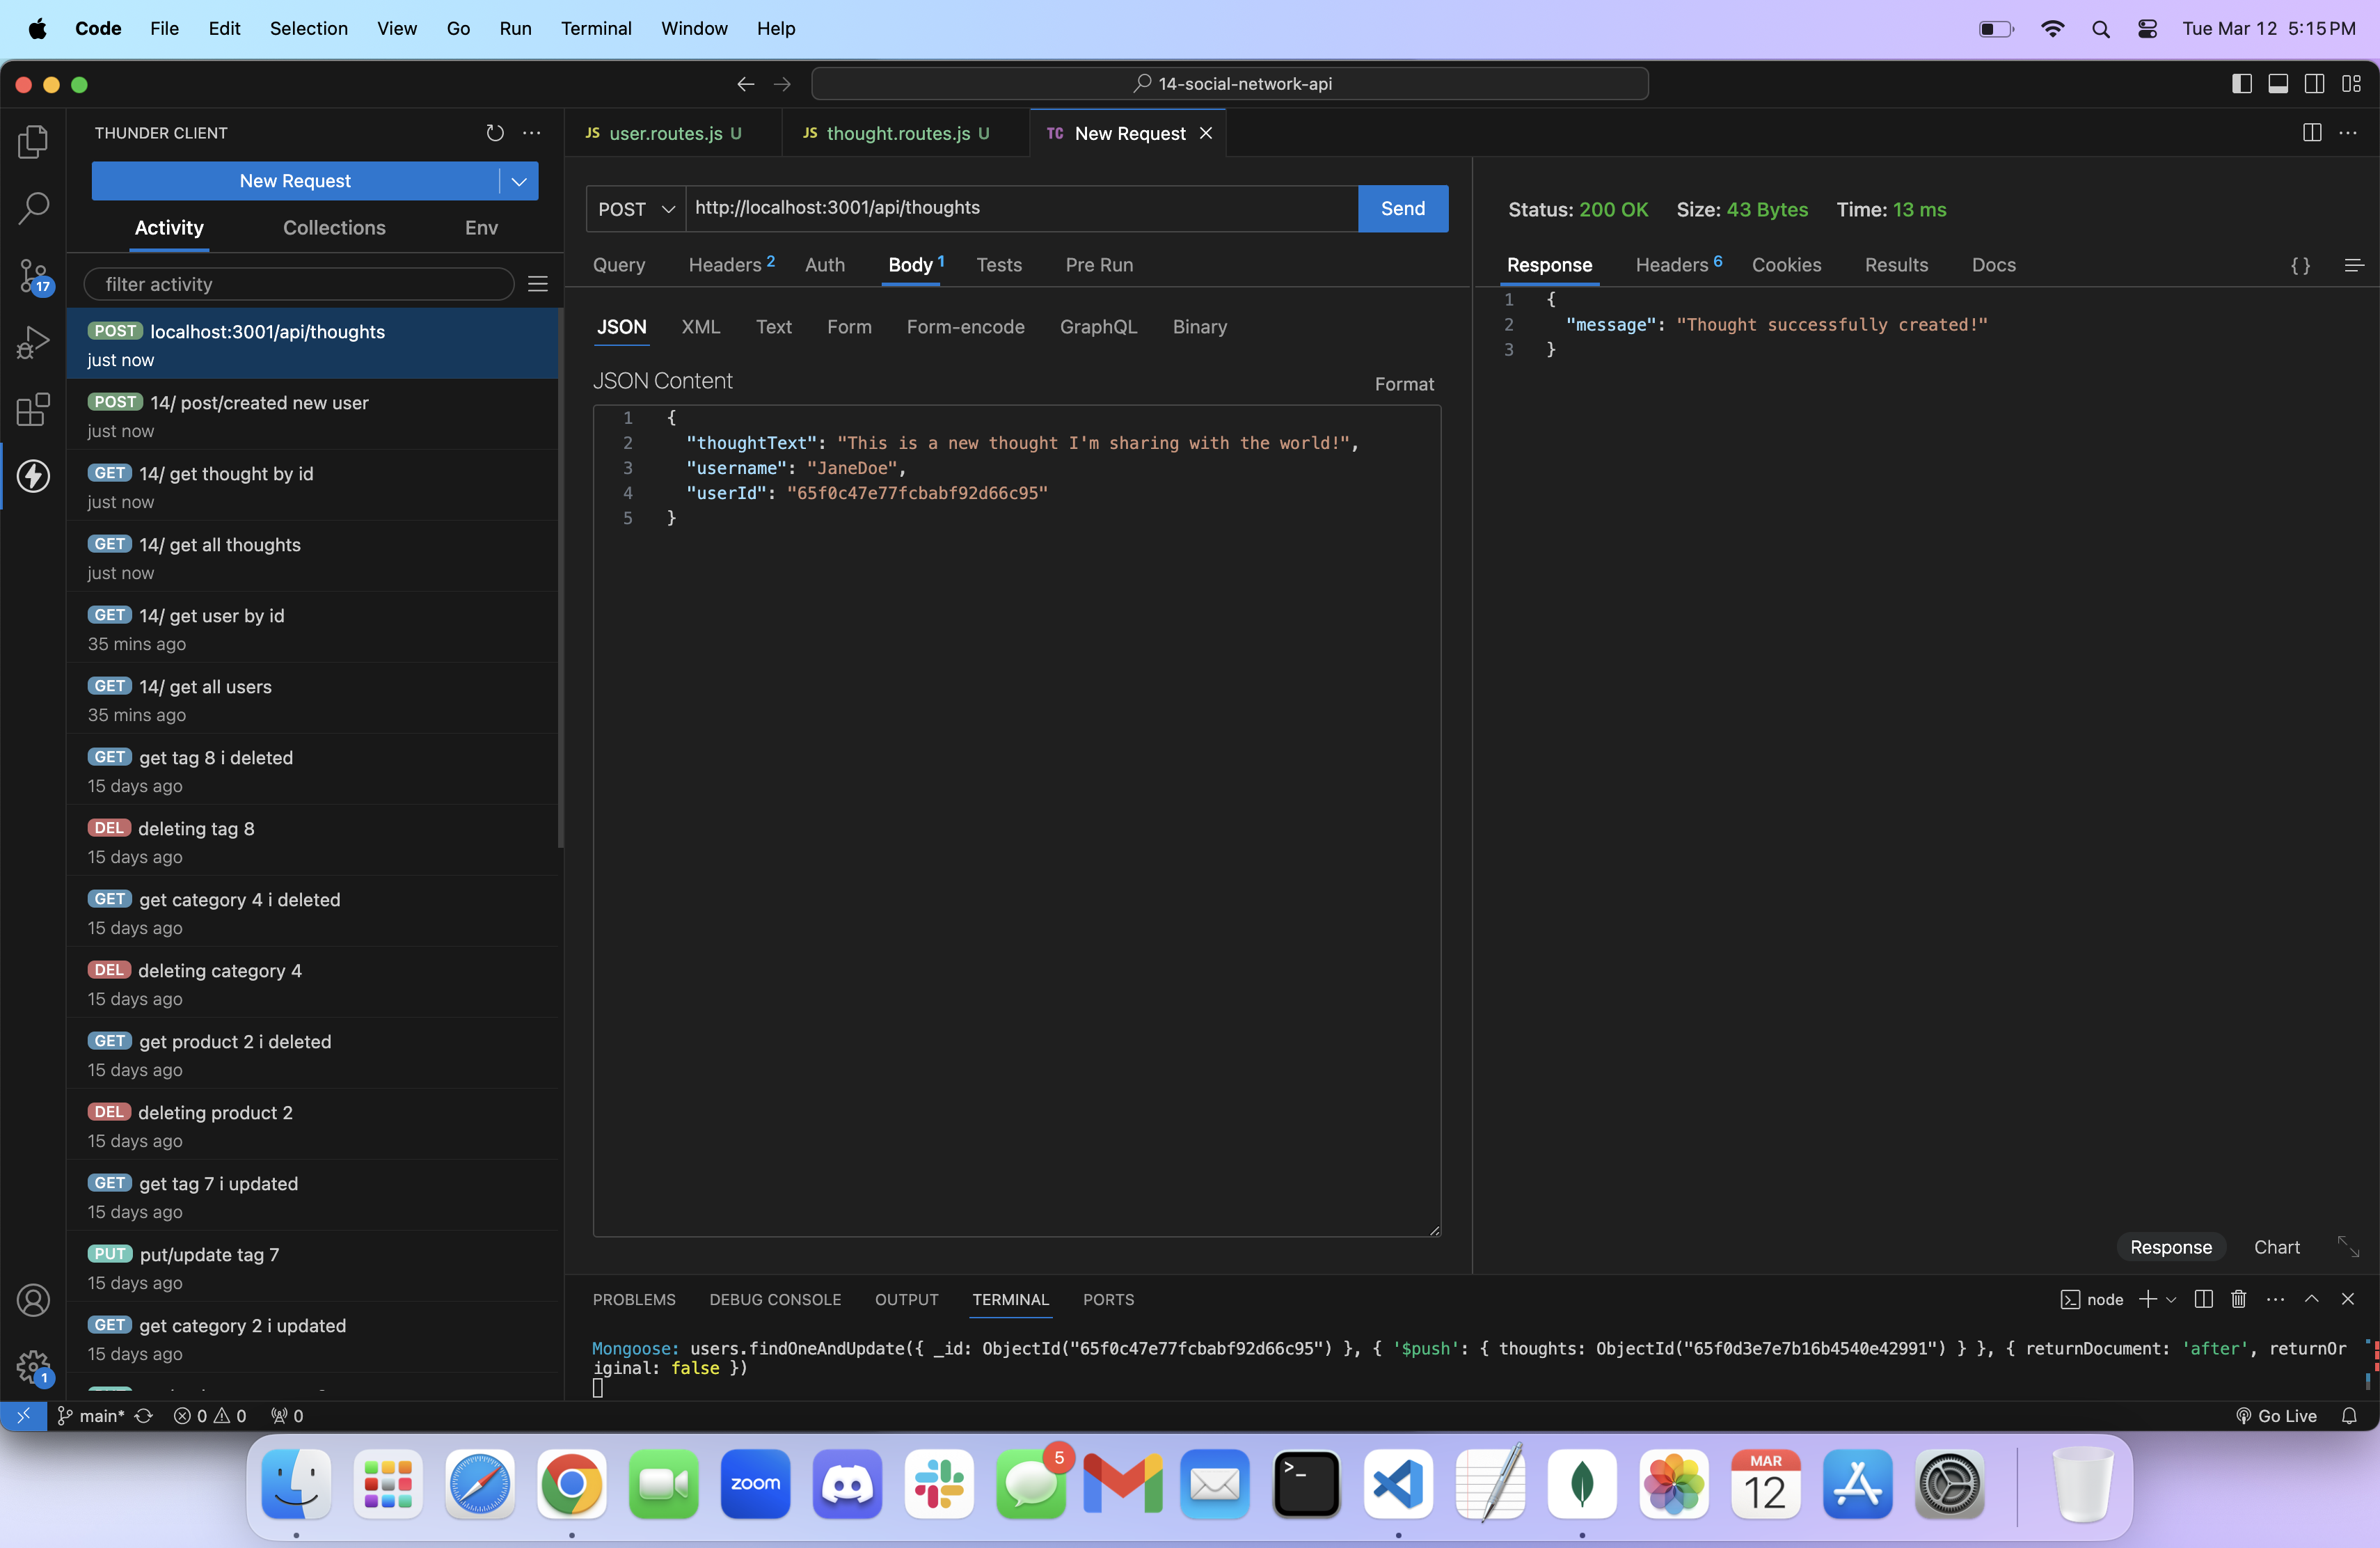 Code File Edit Selection View Go Run Terminal Window Help Tue Mar 12 5:15 PM
14-social-network-api
THUNDER CLIENT
New Request
Activity Collections Env
filter activity
POST localhost:3001/api/thoughts
just now
POST 14/ post/created new user
just now
GET 14/ get thought by id
just now
GET 14/ get all thoughts
just now
GET 14/ get user by id
35 mins ago
GET 14/ get all users
35 mins ago
GET get tag 8 i deleted
15 days ago
DEL deleting tag 8
15 days ago
GET get category 4 i deleted
15 days ago
DEL deleting category 4
15 days ago
GET get product 2 i deleted
15 days ago
DEL deleting product 2
15 days ago
GET get tag 7 i updated
15 days ago
PUT put/update tag 7
15 days ago
GET get category 2 i updated
15 days ago
17
1
JS user.routes.js U JS thought.routes.js U TC New Request
POST http://localhost:3001/api/thoughts Send
Query Headers 2 Auth Body 1 Tests Pre Run
JSON XML Text Form Form-encode GraphQL Binary
JSON Content Format
1 {
2 "thoughtText": "This is a new thought I'm sharing with the world!",
3 "username": "JaneDoe",
4 "userId": "65f0c47e77fcbabf92d66c95"
5 }
Status: 200 OK Size: 43 Bytes Time: 13 ms
Response Headers 6 Cookies Results Docs { }
1 {
2 "message": "Thought successfully created!"
3 }
Response Chart
PROBLEMS DEBUG CONSOLE OUTPUT TERMINAL PORTS node
Mongoose: users.findOneAndUpdate({ _id: ObjectId("65f0c47e77fcbabf92d66c95") }, { '$push': { thoughts: ObjectId("65f0d3e7e7b16b4540e42991") } }, { returnDocument: 'after', returnOr
iginal: false })
main* 0 0 0 Go Live
zoom
5
>_
MAR
12